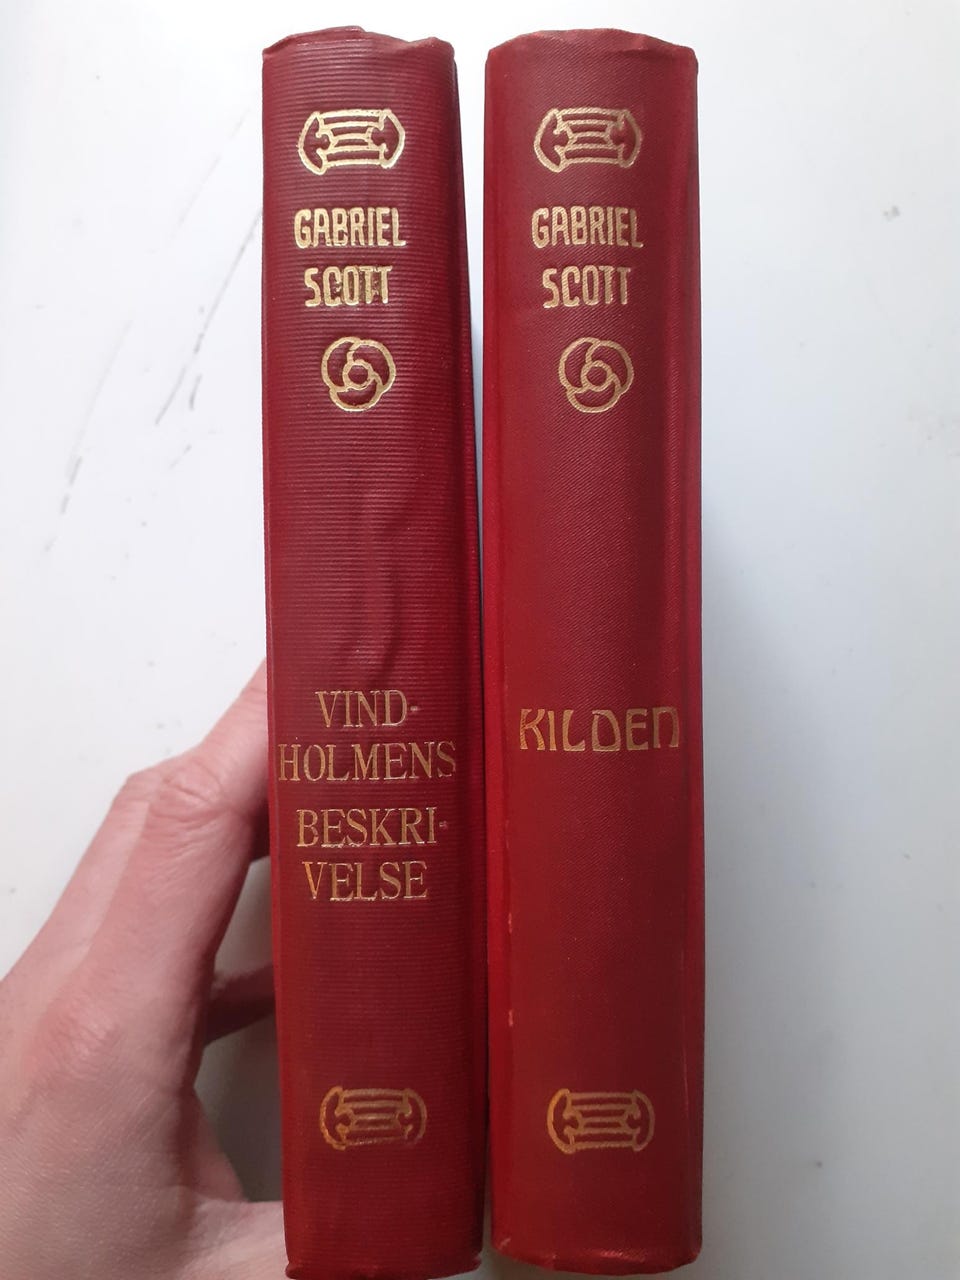 GABRIEL
SCOTT
VIND-
HOLMENS
BESKRI-
VELSE
GABRIEL
SCOTT
KILDEN